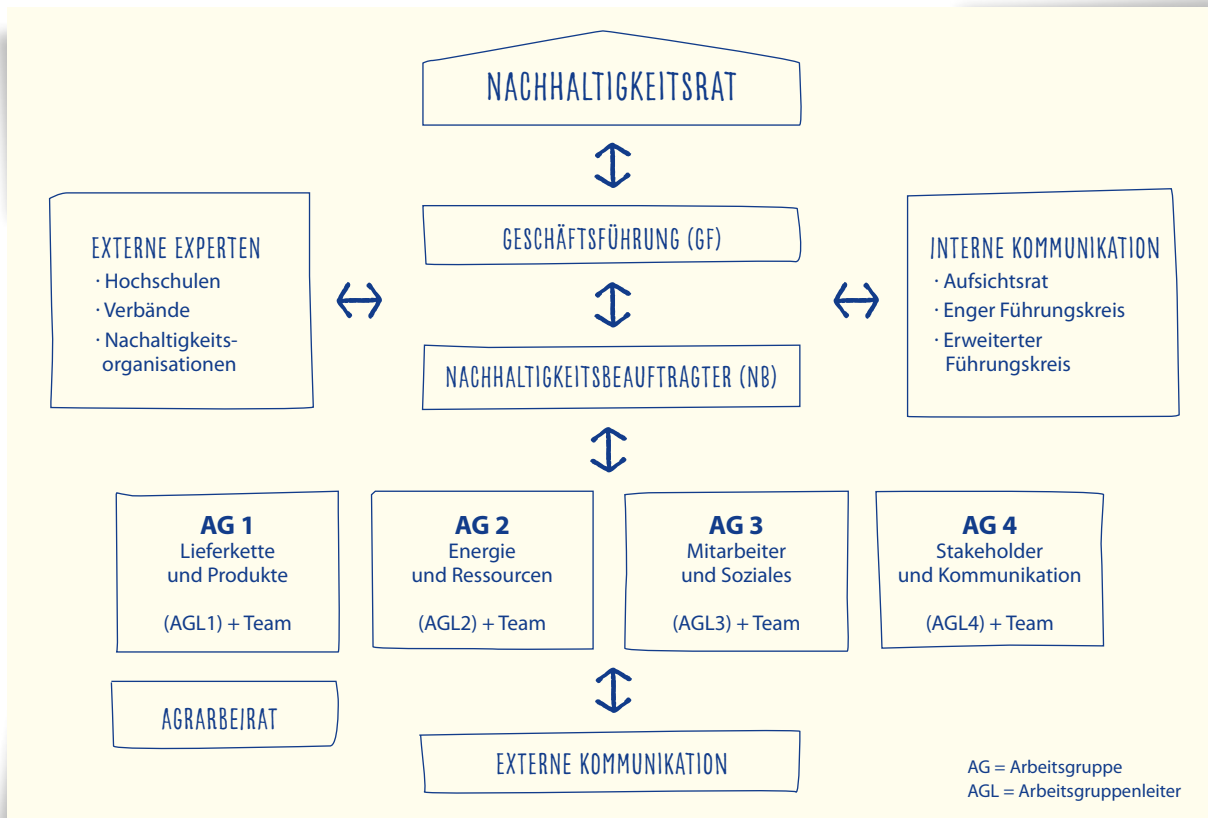 NACHHALTIGKEITSRAT
GESCHÄFTSFÜHRUNG (GF)
EXTERNE EXPERTEN
· Hochschulen
· Verbände
· Nachaltigkeits-
organisationen
INTERNE KOMMUNIKATION
· Aufsichtsrat
· Enger Führungskreis
· Erweiterter
Führungskreis
NACHHALTIGKEITSBEAUFTRAGTER (NB)
AG 1
Lieferkette
und Produkte
(AGL1) + Team
AG 2
Energie
und Ressourcen
(AGL2) + Team
AG 3
Mitarbeiter
und Soziales
(AGL3) + Team
AG 4
Stakeholder
und Kommunikation
(AGL4) + Team
AGRARBEIRAT
EXTERNE KOMMUNIKATION
AG = Arbeitsgruppe
AGL = Arbeitsgruppenleiter